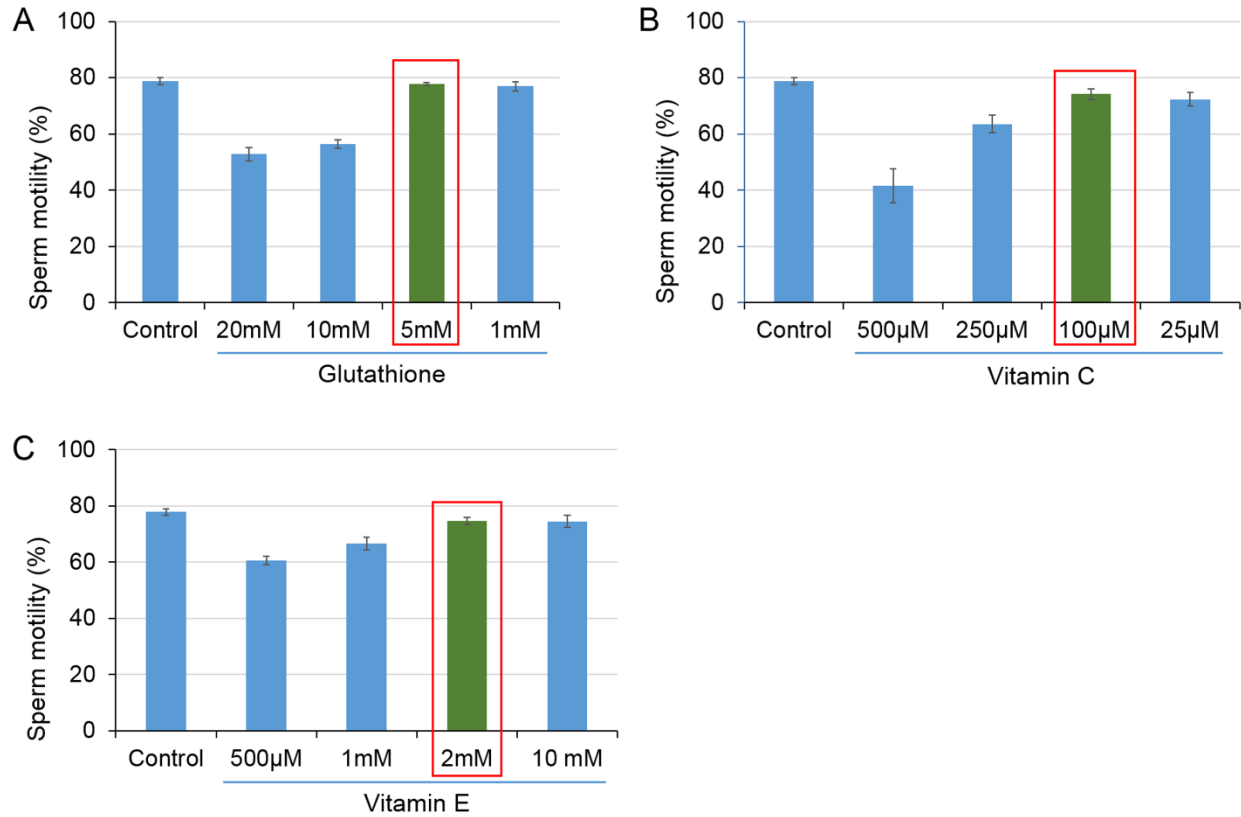 A
Sperm motility (%)
100
80
60
40
20
0
Control 20mM 10mM 5mM 1mM
Glutathione
B
Sperm motility (%)
100
80
60
40
20
0
Control 500µM 250µM 100µM 25µM
Vitamin C
C
Sperm motility (%)
100
80
60
40
20
0
Control 500µM 1mM 2mM 10 mM
Vitamin E